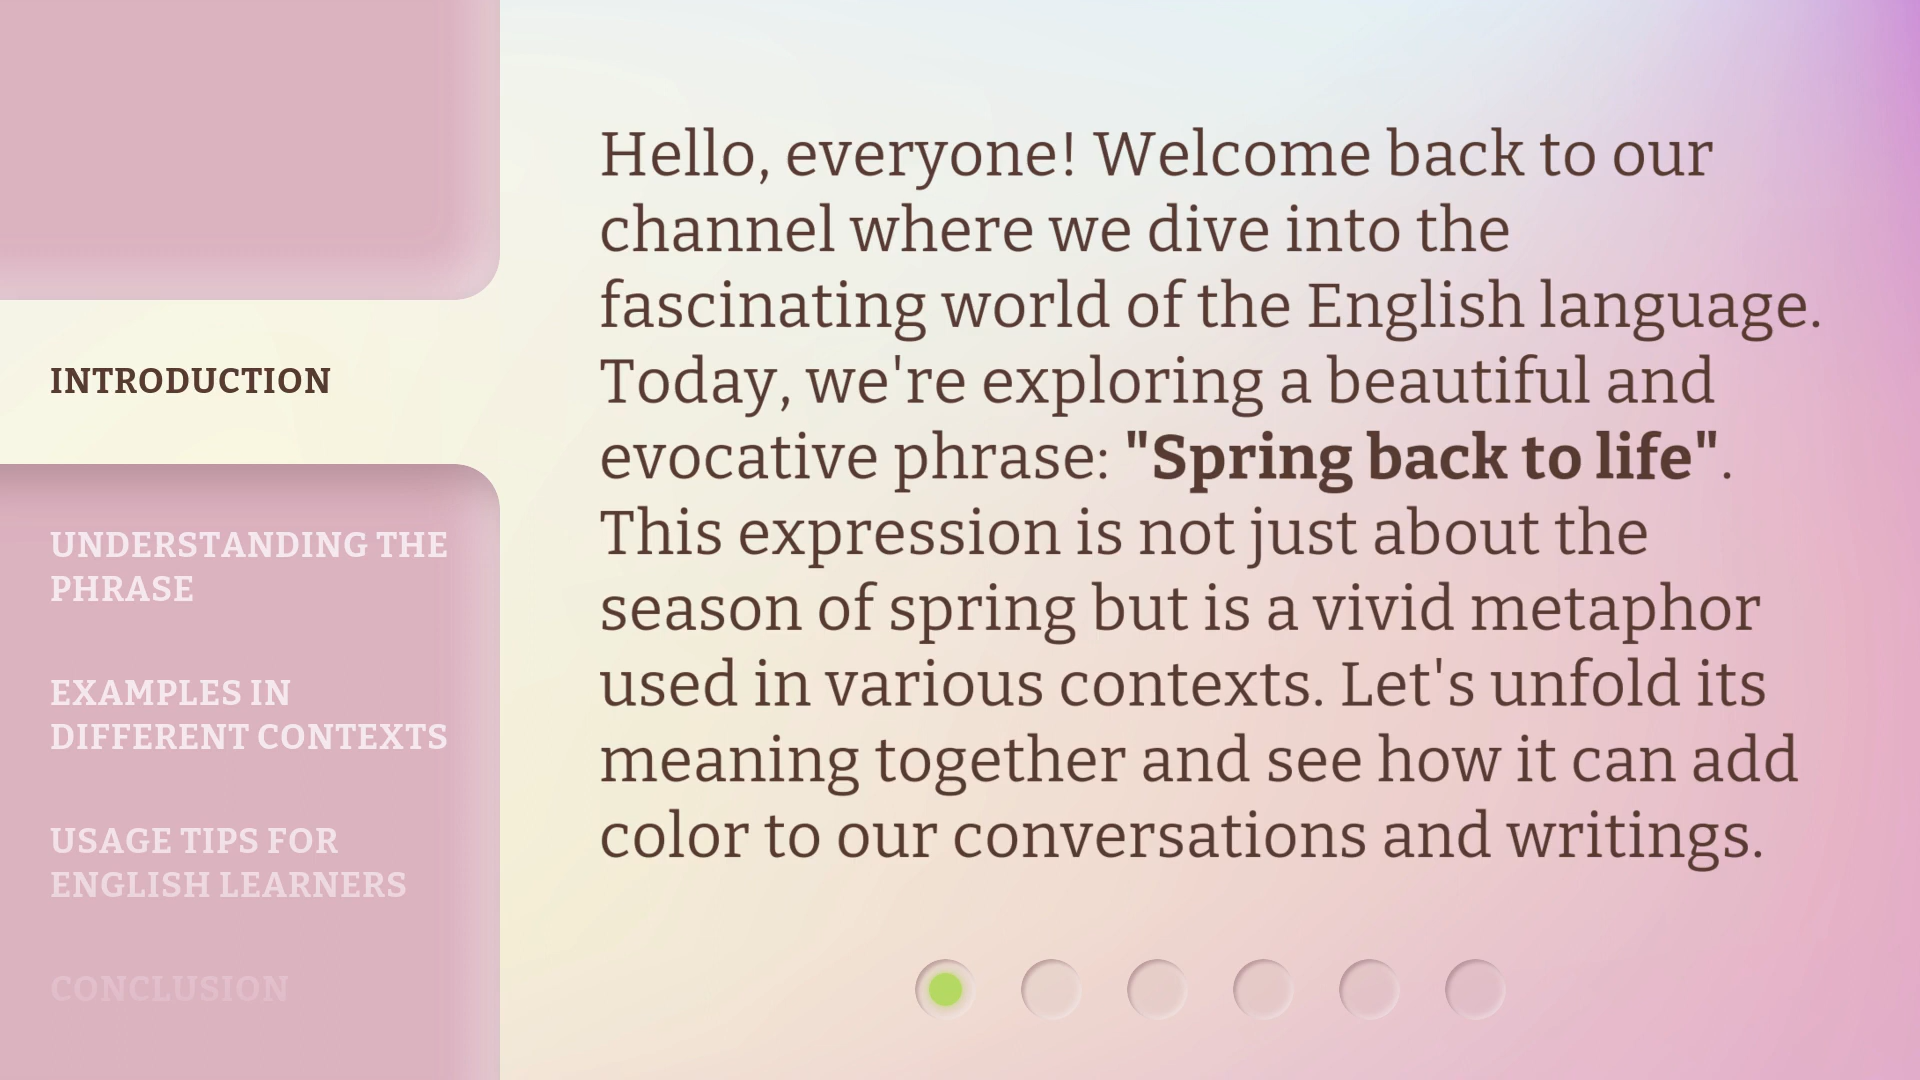 INTRODUCTION
UNDERSTANDING THE
PHRASE
EXAMPLES IN
DIFFERENT CONTEXTS
USAGE TIPS FOR
ENGLISH LEARNERS
CONCLUSION
Hello, everyone! Welcome back to our
channel where we dive into the
fascinating world of the English language.
Today, we're exploring a beautiful and
evocative phrase: "Spring back to life".
This expression is not just about the
season of spring but is a vivid metaphor
used in various contexts. Let's unfold its
meaning together and see how it can add
color to our conversations and writings.